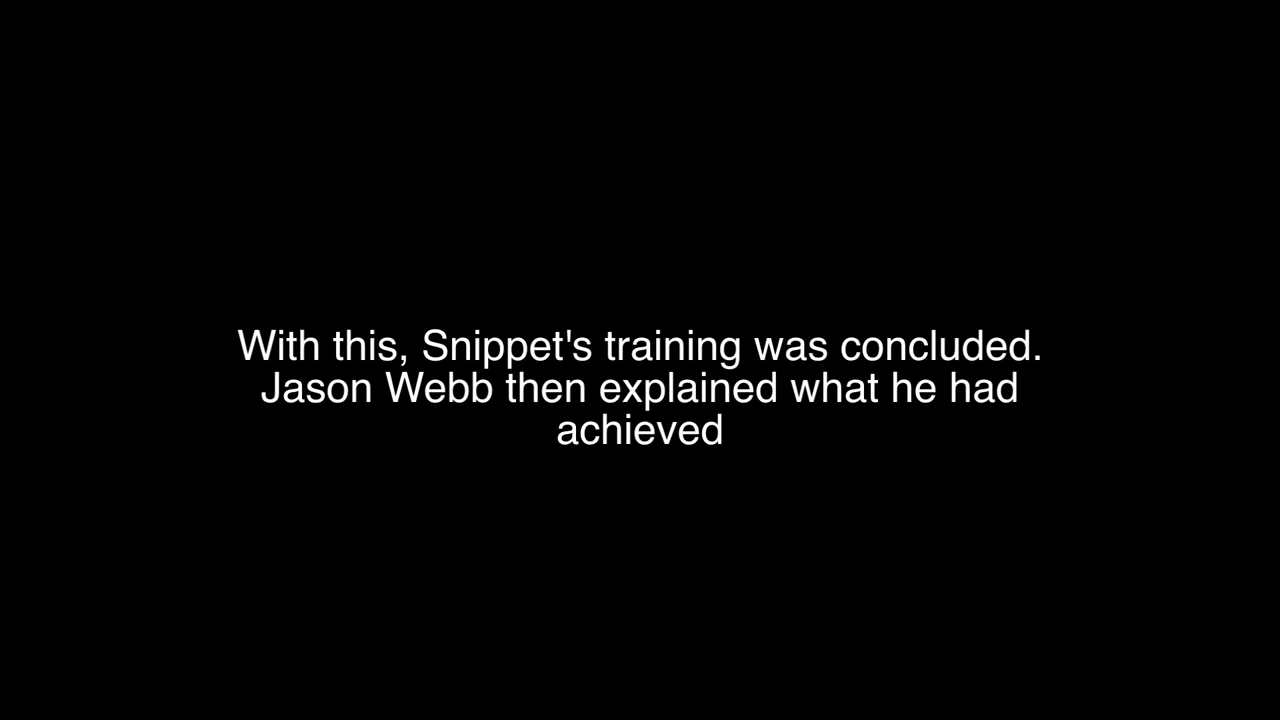 With this, Snippet's training was concluded.
Jason Webb then explained what he had
achieved